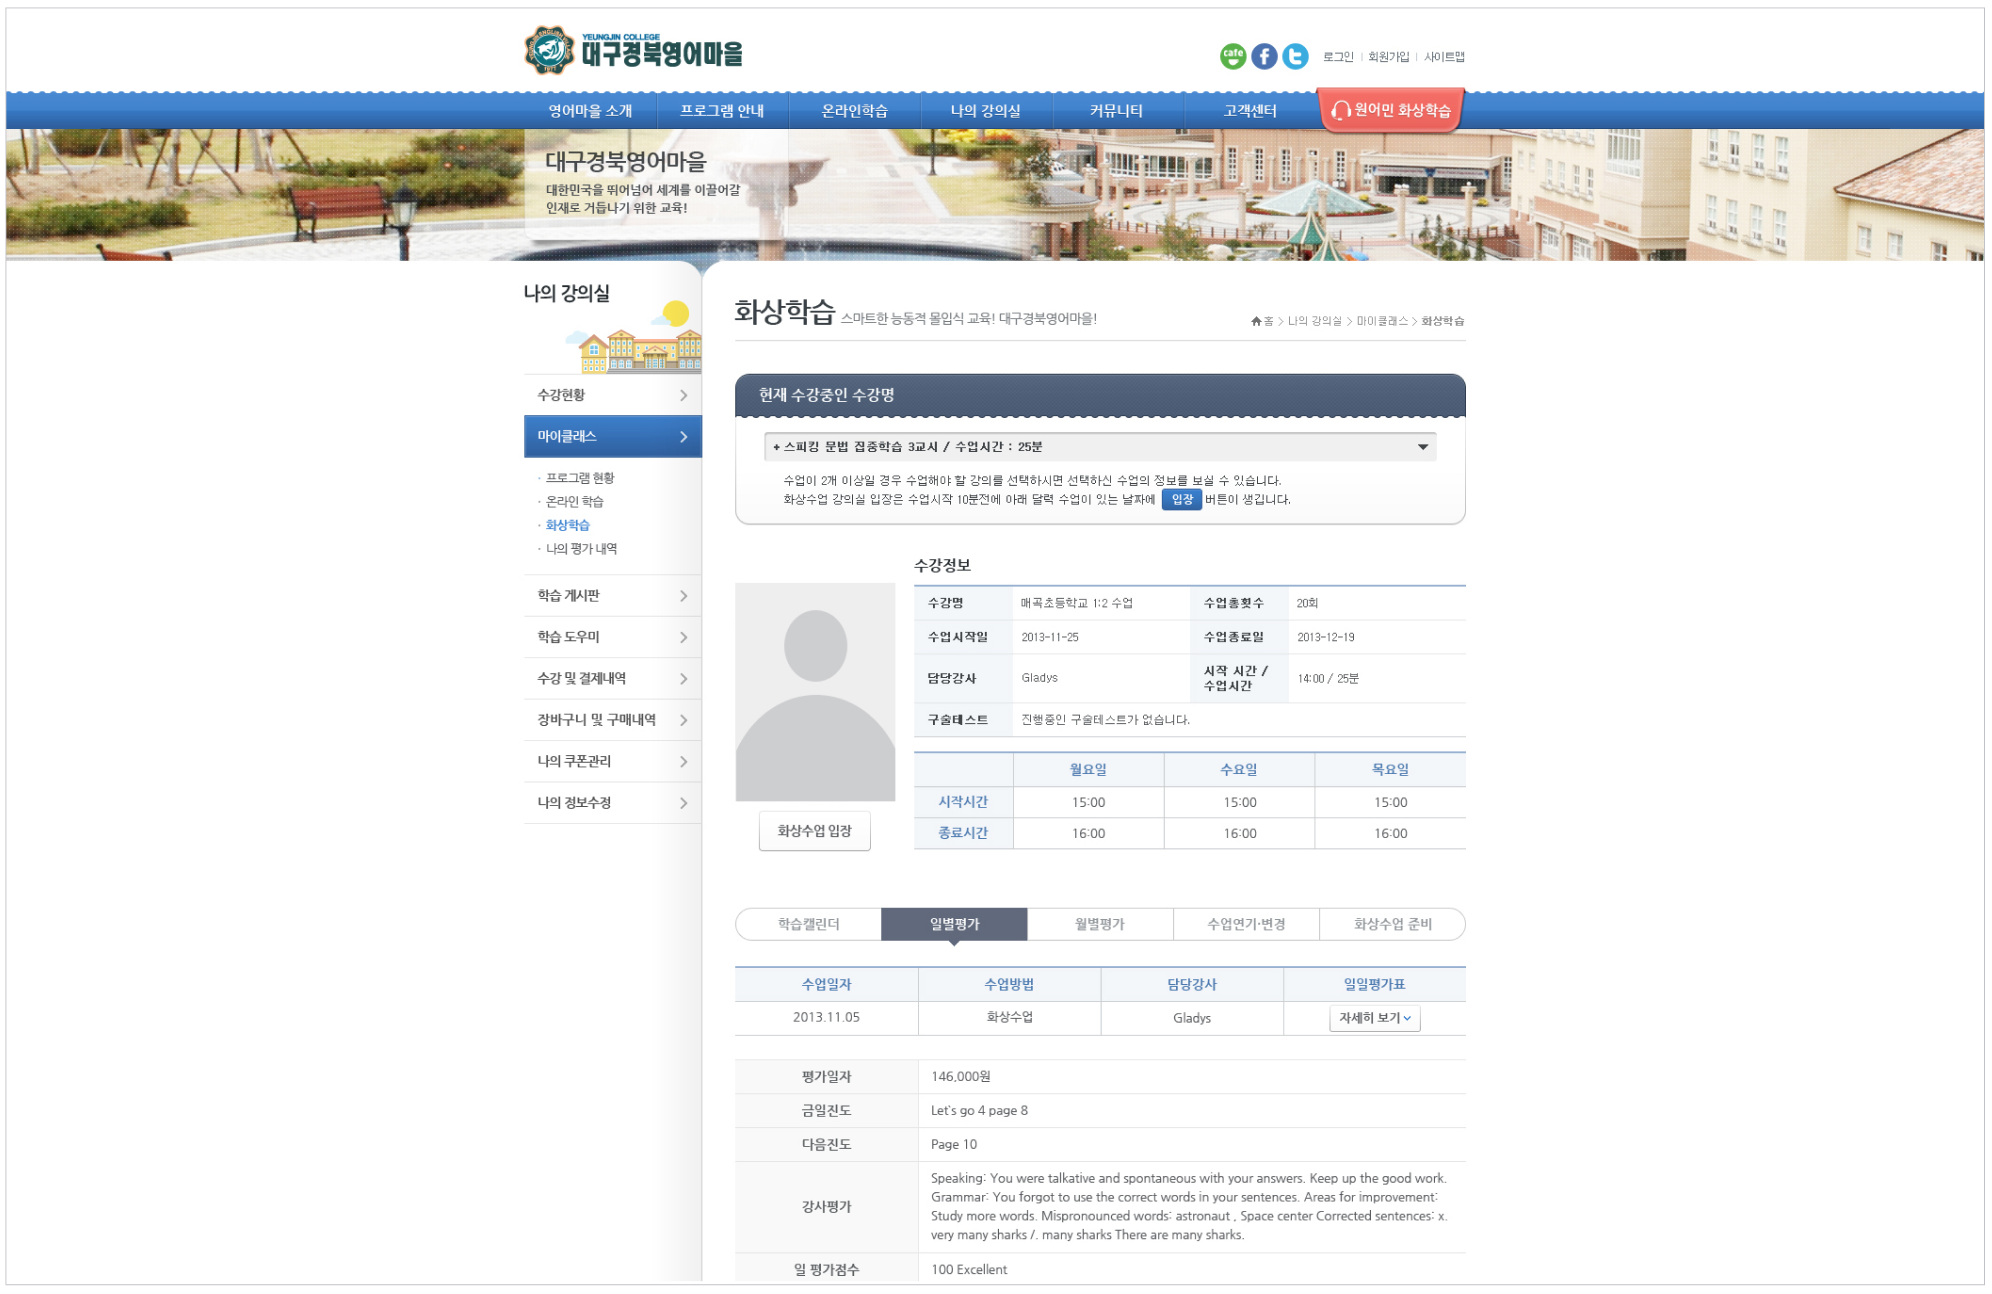 YEUNGJIN COLLEGE
대구경북영어마을
cafe
로그인 | 회원가입 | 사이트맵
영어마을 소개 프로그램 안내 온라인학습 나의 강의실 커뮤니티 고객센터 원어민 화상학습
대구경북영어마을
대한민국을 뛰어넘어 세계를 이끌어갈
인재로 거듭나기 위한 교육!
나의 강의실
수강현황
마이클래스
· 프로그램 현황
· 온라인 학습
· 화상학습
· 나의 평가 내역
학습 게시판
학습 도우미
수강 및 결제내역
장바구니 및 구매내역
나의 쿠폰관리
나의 정보수정
화상학습 스마트한 능동적 몰입식 교육! 대구경북영어마을!
홈 > 나의 강의실 > 마이클래스 > 화상학습
현재 수강중인 수강명
+ 스피킹 문법 집중학습 3교시 / 수업시간 : 25분
수업이 2개 이상일 경우 수업해야 할 강의를 선택하시면 선택하신 수업의 정보를 보실 수 있습니다.
화상수업 강의실 입장은 수업시작 10분전에 아래 달력 수업이 있는 날짜에 입장 버튼이 생깁니다.
화상수업 입장
수강정보
수강명 매곡초등학교 1:2 수업 수업총횟수 20회
수업시작일 2013-11-25 수업종료일 2013-12-19
담당강사 Gladys 시작 시간 / 수업시간 14:00 / 25분
구술테스트 진행중인 구술테스트가 없습니다.
월요일 수요일 목요일
시작시간 15:00 15:00 15:00
종료시간 16:00 16:00 16:00
학습캘린더 일별평가 월별평가 수업연기·변경 화상수업 준비
수업일자 수업방법 담당강사 일일평가표
2013.11.05 화상수업 Gladys 자세히 보기
평가일자 146,000원
금일진도 Let's go 4 page 8
다음진도 Page 10
강사평가
Speaking: You were talkative and spontaneous with your answers. Keep up the good work.
Grammar: You forgot to use the correct words in your sentences. Areas for improvement:
Study more words. Mispronounced words: astronaut , Space center Corrected sentences: x.
very many sharks /. many sharks There are many sharks.
일 평가점수 100 Excellent